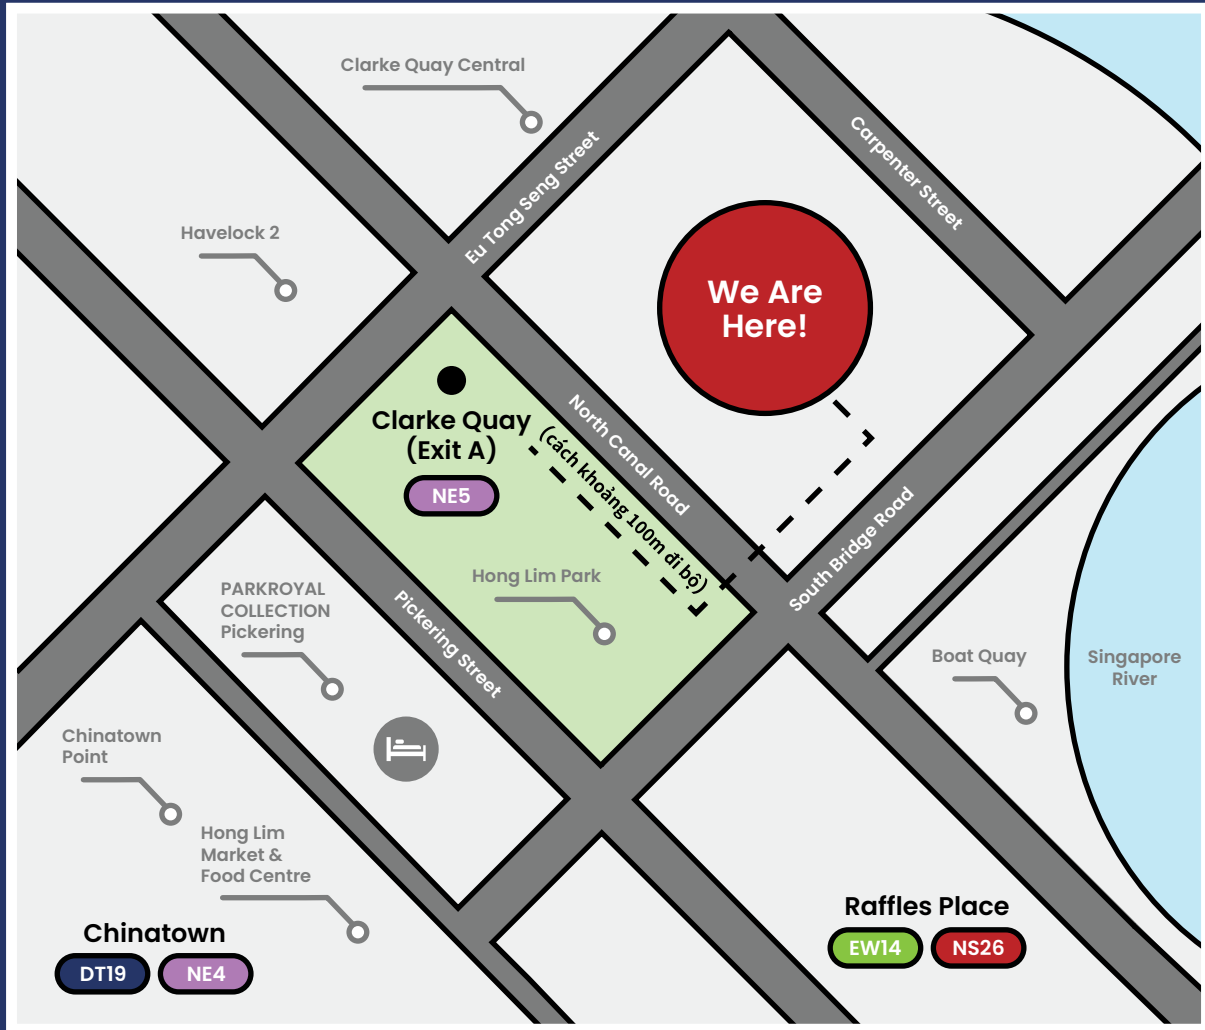 Clarke Quay Central
Eu Tong Seng Street
Carpenter Street
Havelock 2
We Are
Here!
Clarke Quay
(Exit A)
NE5
North Canal Road
(cách khoảng 100m đi bộ)
South Bridge Road
Hong Lim Park
Pickering Street
PARKROYAL
COLLECTION
Pickering
Boat Quay
Singapore
River
Chinatown
Point
Hong Lim
Market &
Food Centre
Chinatown
DT19
NE4
Raffles Place
EW14
NS26